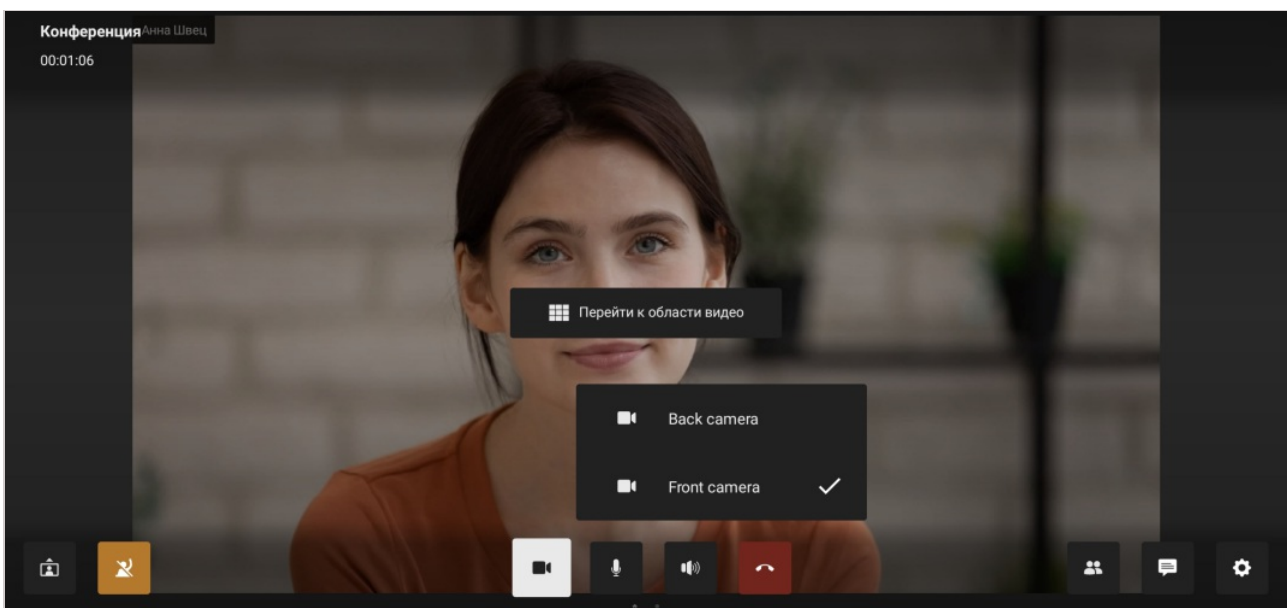 Конференция Анна Швец
00:01:06
Перейти к области видео
Back camera
Front camera